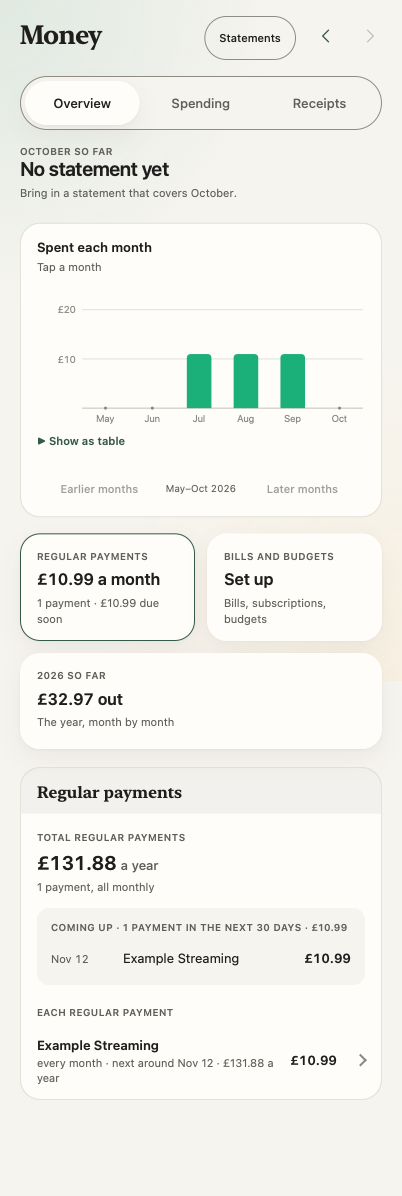 Money
Statements
Overview
Spending
Receipts
OCTOBER SO FAR
No statement yet
Bring in a statement that covers October.
Spent each month
Tap a month
£20
£10
May Jun Jul Aug Sep Oct
Show as table
Earlier months
May–Oct 2026
Later months
REGULAR PAYMENTS
£10.99 a month
1 payment · £10.99 due
soon
BILLS AND BUDGETS
Set up
Bills, subscriptions,
budgets
2026 SO FAR
£32.97 out
The year, month by month
Regular payments
TOTAL REGULAR PAYMENTS
£131.88 a year
1 payment, all monthly
COMING UP · 1 PAYMENT IN THE NEXT 30 DAYS · £10.99
Nov 12 Example Streaming £10.99
EACH REGULAR PAYMENT
Example Streaming
every month · next around Nov 12 · £131.88 a
year
£10.99